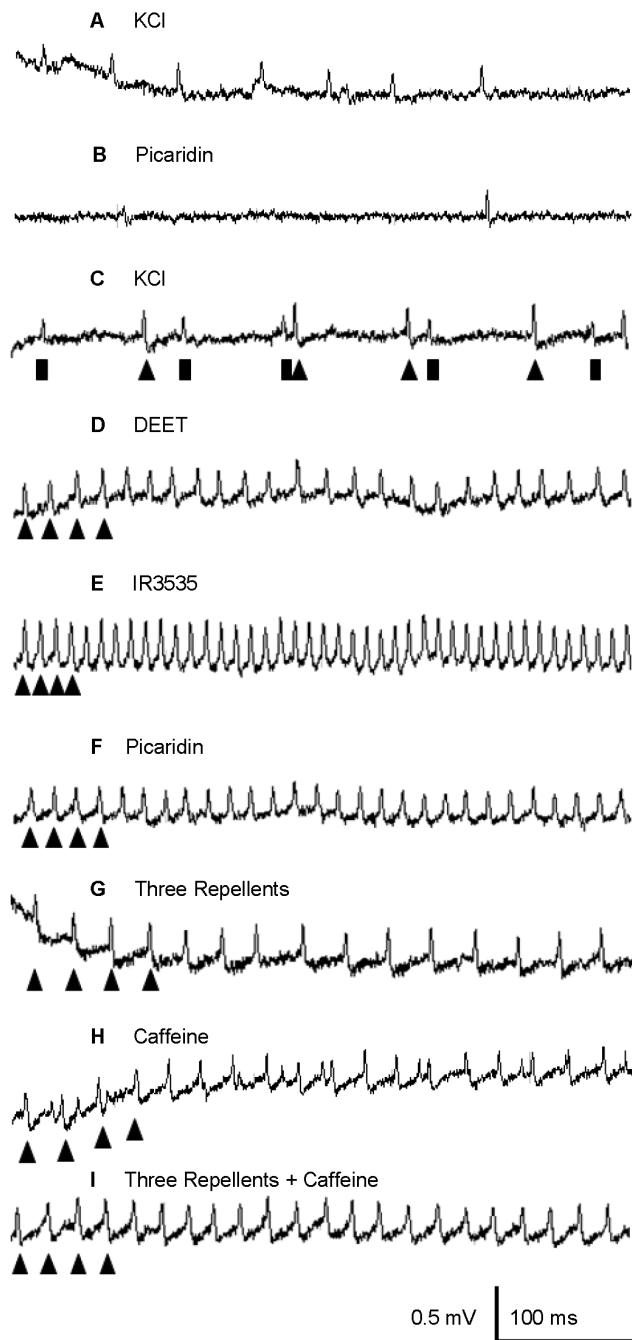 A KCl
B Picaridin
C KCl
D DEET
E IR3535
F Picaridin
G Three Repellents
H Caffeine
I Three Repellents + Caffeine
0.5 mV 100 ms